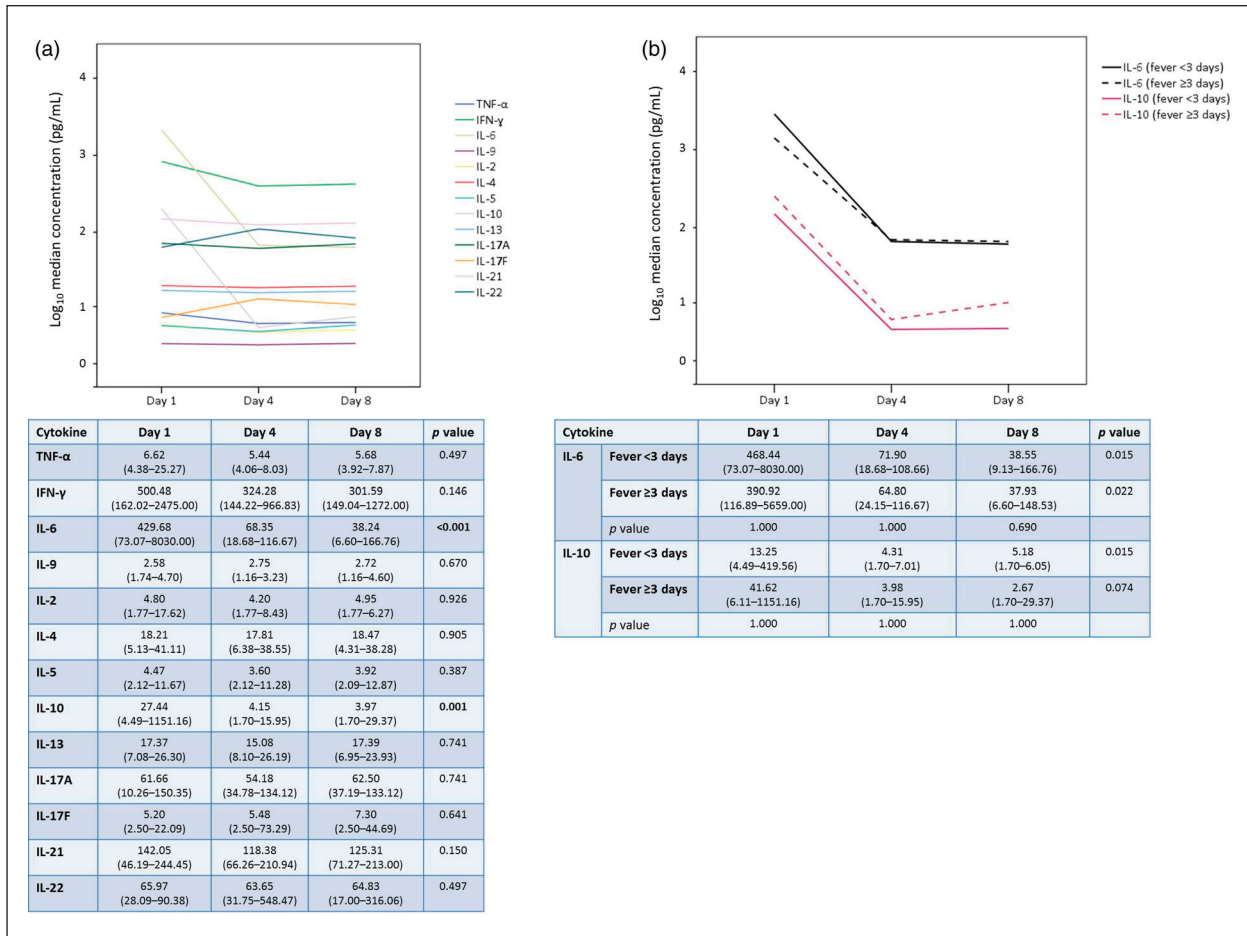 (a)
Log10 median concentration (pg/mL)
4
3
2
1
0
Day 1 Day 4 Day 8
TNF-α
IFN-ɣ
IL-6
IL-9
IL-2
IL-4
IL-5
IL-10
IL-13
IL-17A
IL-17F
IL-21
IL-22
Cytokine Day 1 Day 4 Day 8 p value
TNF-α 6.62 5.44 5.68 0.497
(4.38–25.27) (4.06–8.03) (3.92–7.87)
IFN-ɣ 500.48 324.28 301.59 0.146
(162.02–2475.00) (144.22–966.83) (149.04–1272.00)
IL-6 429.68 68.35 38.24 <0.001
(73.07–8030.00) (18.68–116.67) (6.60–166.76)
IL-9 2.58 2.75 2.72 0.670
(1.74–4.70) (1.16–3.23) (1.16–4.60)
IL-2 4.80 4.20 4.95 0.926
(1.77–17.62) (1.77–8.43) (1.77–6.27)
IL-4 18.21 17.81 18.47 0.905
(5.13–41.11) (6.38–38.55) (4.31–38.28)
IL-5 4.47 3.60 3.92 0.387
(2.12–11.67) (2.12–11.28) (2.09–12.87)
IL-10 27.44 4.15 3.97 0.001
(4.49–1151.16) (1.70–15.95) (1.70–29.37)
IL-13 17.37 15.08 17.39 0.741
(7.08–26.30) (8.10–26.19) (6.95–23.93)
IL-17A 61.66 54.18 62.50 0.741
(10.26–150.35) (34.78–134.12) (37.19–133.12)
IL-17F 5.20 5.48 7.30 0.641
(2.50–22.09) (2.50–73.29) (2.50–44.69)
IL-21 142.05 118.38 125.31 0.150
(46.19–244.45) (66.26–210.94) (71.27–213.00)
IL-22 65.97 63.65 64.83 0.497
(28.09–90.38) (31.75–548.47) (17.00–316.06)
(b)
Log10 median concentration (pg/mL)
4
3
2
1
0
Day 1 Day 4 Day 8
IL-6 (fever <3 days)
IL-6 (fever ≥3 days)
IL-10 (fever <3 days)
IL-10 (fever ≥3 days)
Cytokine Day 1 Day 4 Day 8 p value
IL-6 Fever <3 days 468.44 71.90 38.55 0.015
(73.07–8030.00) (18.68–108.66) (9.13–166.76)
Fever ≥3 days 390.92 64.80 37.93 0.022
(116.89–5659.00) (24.15–116.67) (6.60–148.53)
p value 1.000 1.000 0.690
IL-10 Fever <3 days 13.25 4.31 5.18 0.015
(4.49–419.56) (1.70–7.01) (1.70–6.05)
Fever ≥3 days 41.62 3.98 2.67 0.074
(6.11–1151.16) (1.70–15.95) (1.70–29.37)
p value 1.000 1.000 1.000